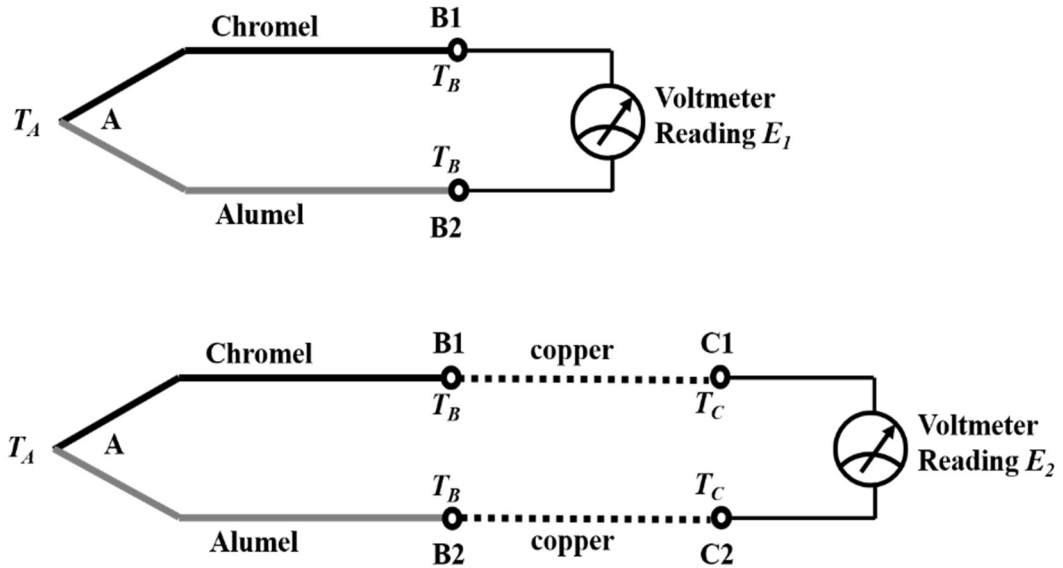 Chromel
B1
T_B
T_A
A
Voltmeter
Reading E_1
T_B
Alumel
B2
Chromel
B1
copper
C1
T_B
T_C
T_A
A
Voltmeter
Reading E_2
T_B
T_C
Alumel
B2
copper
C2